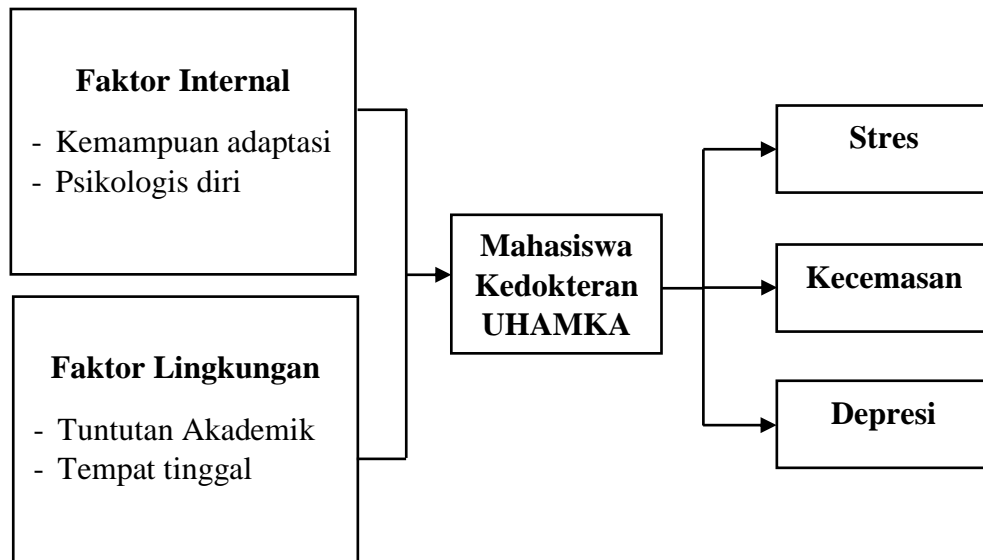 Faktor Internal
- Kemampuan adaptasi
- Psikologis diri
Faktor Lingkungan
- Tuntutan Akademik
- Tempat tinggal
Mahasiswa
Kedokteran
UHAMKA
Stres
Kecemasan
Depresi